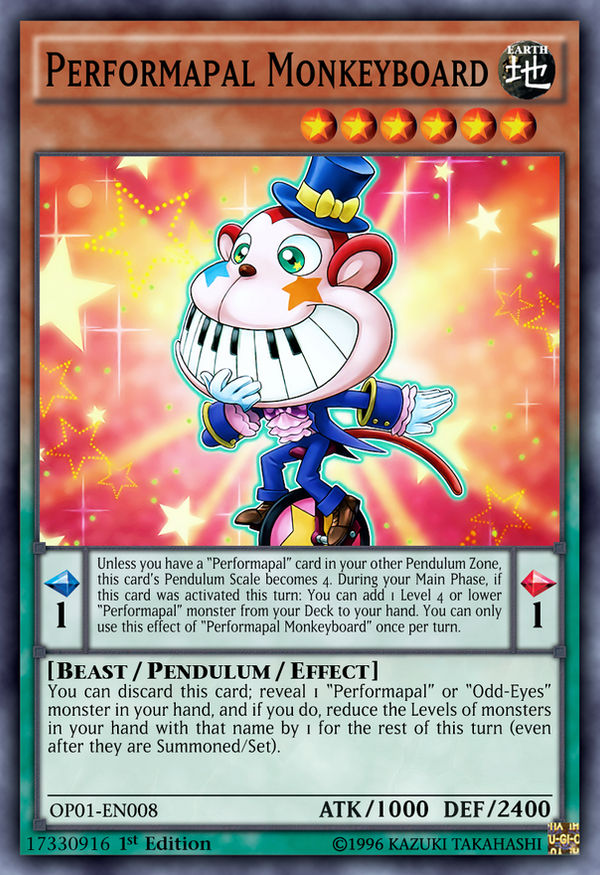 PERFORMAPAL MONKEYBOARD
EARTH
地
Unless you have a "Performapal" card in your other Pendulum Zone,
this card's Pendulum Scale becomes 4. During your Main Phase, if
this card was activated this turn: You can add 1 Level 4 or lower
"Performapal" monster from your Deck to your hand. You can only
use this effect of "Performapal Monkeyboard" once per turn.
1
1
[BEAST / PENDULUM / EFFECT]
You can discard this card; reveal 1 "Performapal" or "Odd-Eyes"
monster in your hand, and if you do, reduce the Levels of monsters
in your hand with that name by 1 for the rest of this turn (even
after they are Summoned/Set).
OP01-EN008
ATK/1000 DEF/2400
17330916 1st Edition
©1996 KAZUKI TAKAHASHI